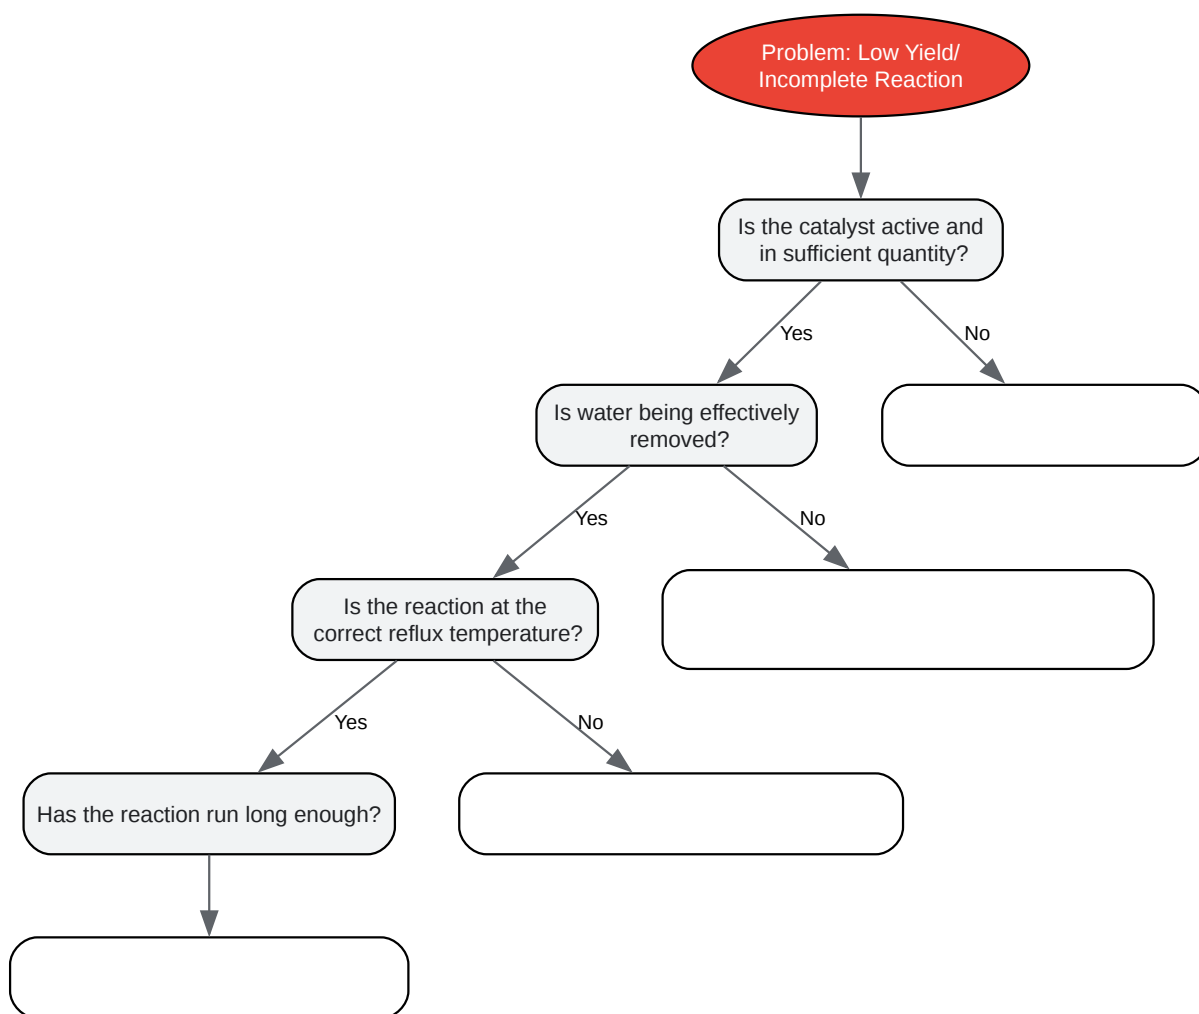 Problem: Low Yield/
Incomplete Reaction
Is the catalyst active and
in sufficient quantity?
Yes
No
Is water being effectively
removed?
Yes
No
Is the reaction at the
correct reflux temperature?
Yes
No
Has the reaction run long enough?